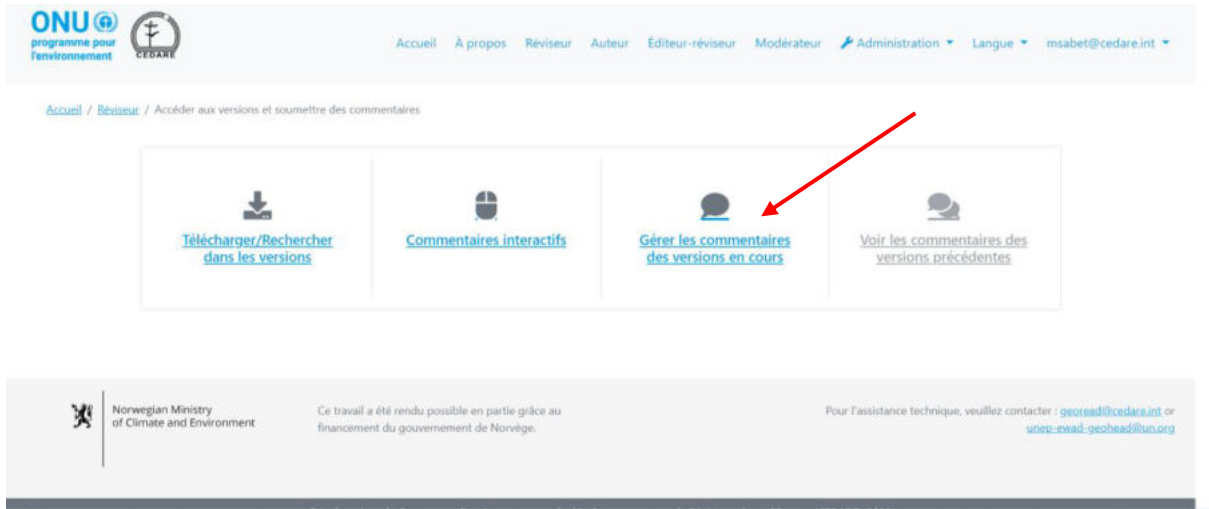 ONU
programme pour
l'environnement
CEDARE
Accueil À propos Réviseur Auteur Éditeur-réviseur Modérateur Administration Langue msabet@cedare.int
Accueil / Réviseur / Accéder aux versions et soumettre des commentaires
Télécharger/Rechercher
dans les versions
Commentaires interactifs
Gérer les commentaires
des versions en cours
Voir les commentaires des
versions précédentes
Norwegian Ministry
of Climate and Environment
Ce travail a été rendu possible en partie grâce au
financement du gouvernement de Norvège.
Pour l'assistance technique, veuillez contacter : georead@cedare.int or
unep-ewad-geohead@un.org